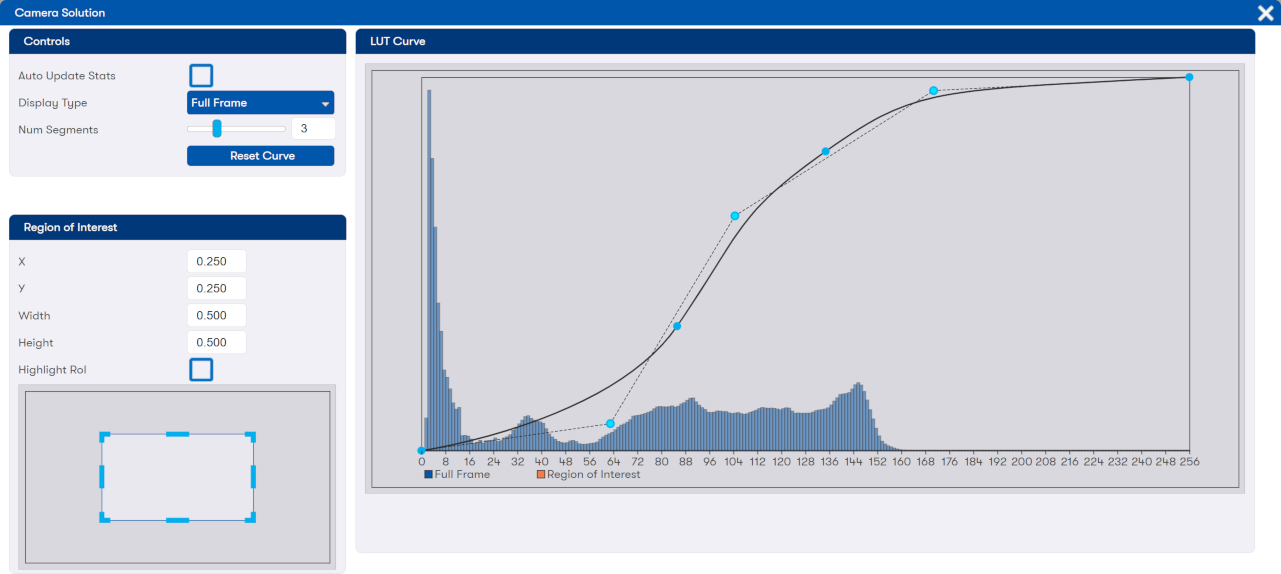 Camera Solution
Controls
Auto Update Stats
Display Type Full Frame
Num Segments 3
Reset Curve
Region of Interest
X 0.250
Y 0.250
Width 0.500
Height 0.500
Highlight RoI
LUT Curve
0 8 16 24 32 40 48 56 64 72 80 88 96 104 112 120 128 136 144 152 160 168 176 184 192 200 208 216 224 232 240 248 256
Full Frame Region of Interest